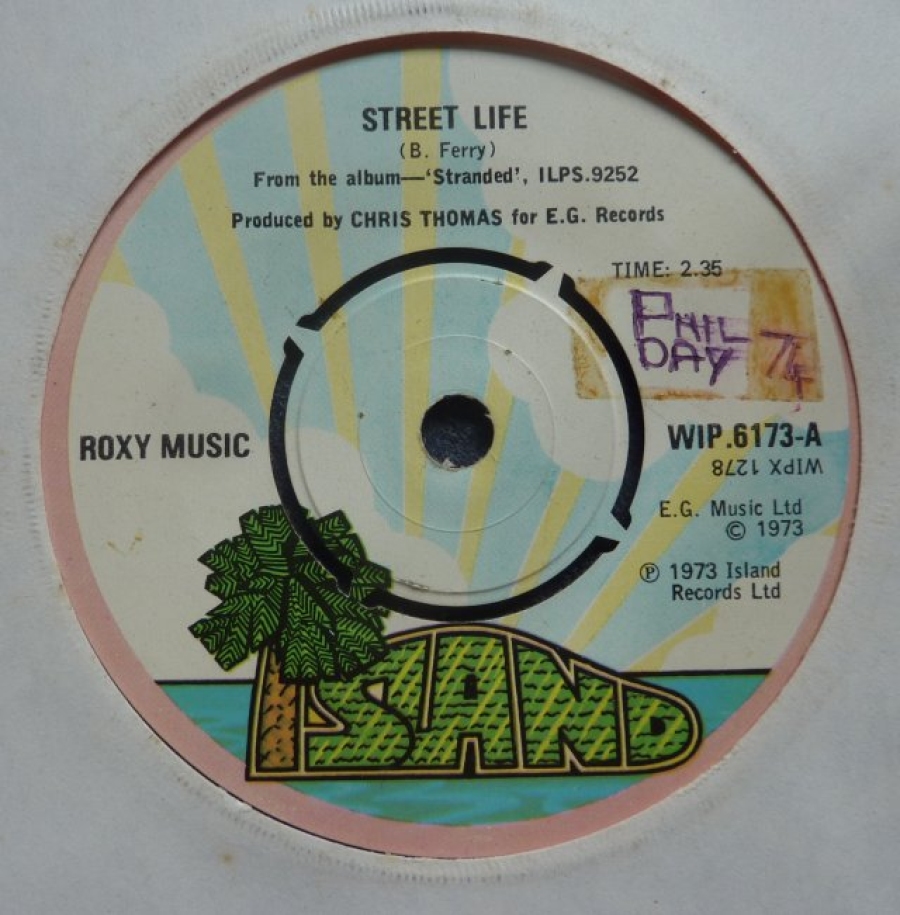 STREET LIFE
(B. Ferry)
From the album—‘Stranded’, ILPS.9252
Produced by CHRIS THOMAS for E.G. Records
TIME: 2.35
PHIL
DAY 74
ROXY MUSIC
WIP.6173-A
WIPX 1278
E.G. Music Ltd
© 1973
℗ 1973 Island
Records Ltd
ISLAND